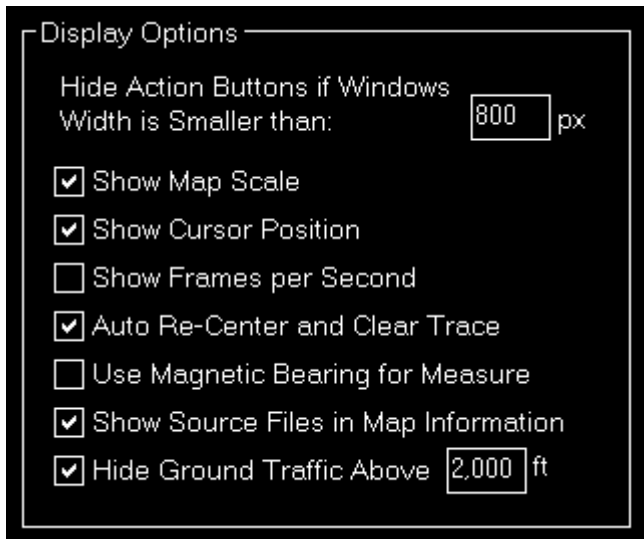 Display Options
Hide Action Buttons if Windows
Width is Smaller than: 800 px
Show Map Scale
Show Cursor Position
Show Frames per Second
Auto Re-Center and Clear Trace
Use Magnetic Bearing for Measure
Show Source Files in Map Information
Hide Ground Traffic Above 2,000 ft